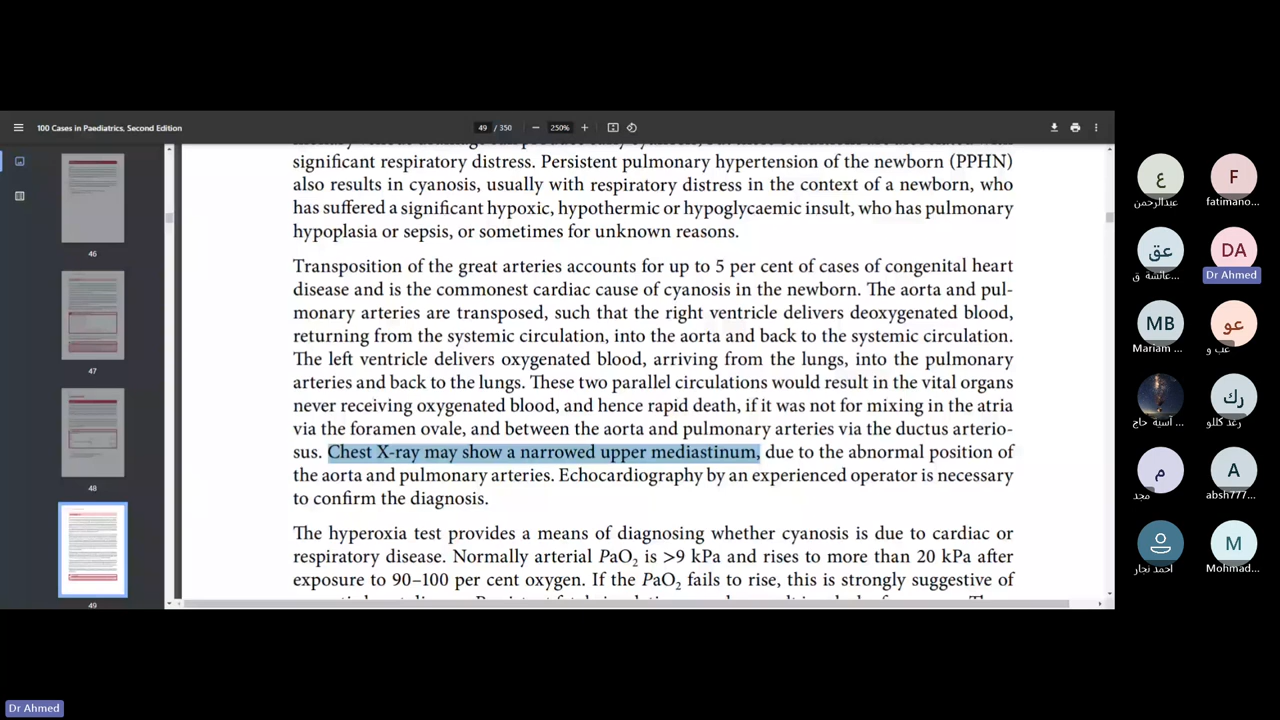 100 Cases in Paediatrics, Second Edition
49 / 350
250%
46
47
48
49
significant respiratory distress. Persistent pulmonary hypertension of the newborn (PPHN)
also results in cyanosis, usually with respiratory distress in the context of a newborn, who
has suffered a significant hypoxic, hypothermic or hypoglycaemic insult, who has pulmonary
hypoplasia or sepsis, or sometimes for unknown reasons.
Transposition of the great arteries accounts for up to 5 per cent of cases of congenital heart
disease and is the commonest cardiac cause of cyanosis in the newborn. The aorta and pul-
monary arteries are transposed, such that the right ventricle delivers deoxygenated blood,
returning from the systemic circulation, into the aorta and back to the systemic circulation.
The left ventricle delivers oxygenated blood, arriving from the lungs, into the pulmonary
arteries and back to the lungs. These two parallel circulations would result in the vital organs
never receiving oxygenated blood, and hence rapid death, if it was not for mixing in the atria
via the foramen ovale, and between the aorta and pulmonary arteries via the ductus arterio-
sus. Chest X-ray may show a narrowed upper mediastinum, due to the abnormal position of
the aorta and pulmonary arteries. Echocardiography by an experienced operator is necessary
to confirm the diagnosis.
The hyperoxia test provides a means of diagnosing whether cyanosis is due to cardiac or
respiratory disease. Normally arterial PaO₂ is >9 kPa and rises to more than 20 kPa after
exposure to 90–100 per cent oxygen. If the PaO₂ fails to rise, this is strongly suggestive of
ع
عبدالرحمن
F
fatimano...
عق
عائشة ق...
DA
Dr Ahmed
MB
Mariam ...
عو
عب و
آسية حاج ...
رك
رغد كللو
م
مجد
A
absh777...
احمد نجار
M
Mohmad...
Dr Ahmed